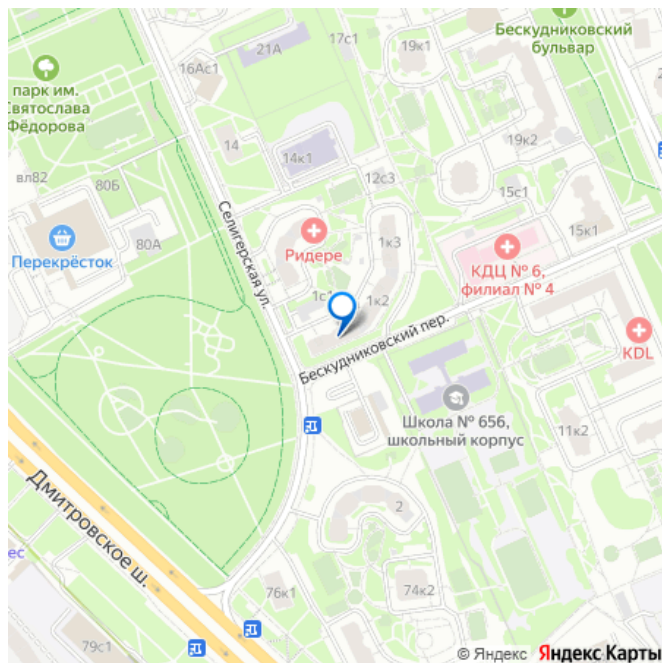 17с1
19к1
Бескудниковский
бульвар
21А
16Ас1
парк им.
Святослава
Фёдорова
14
14к1
19к2
вл82
80Б
12с3
15с1
Селигерская ул.
80А
Ридере
1к3
15к1
Перекрёсток
КДЦ № 6,
филиал № 4
1с1
1к2
Бескудниковский пер.
KDL
Школа № 656,
школьный корпус
11к2
Дмитровское ш.
2
ес
76к1
74к2
79с1
© Яндекс Яндекс Карты